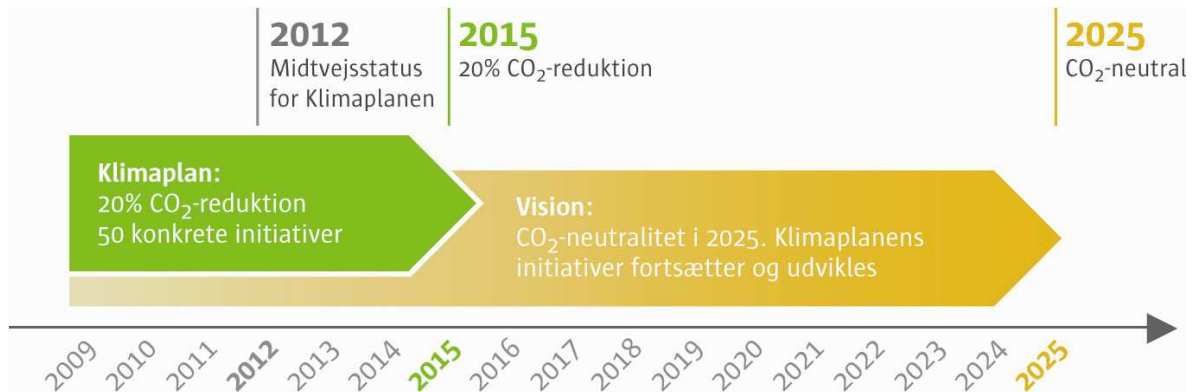 2012
Midtvejsstatus
for Klimaplanen
2015
20% CO₂-reduktion
2025
CO₂-neutral
Klimaplan:
20% CO₂-reduktion
50 konkrete initiativer
Vision:
CO₂-neutralitet i 2025. Klimaplanens
initiativer fortsætter og udvikles
2009 2010 2011 2012 2013 2014 2015 2016 2017 2018 2019 2020 2021 2022 2023 2024 2025